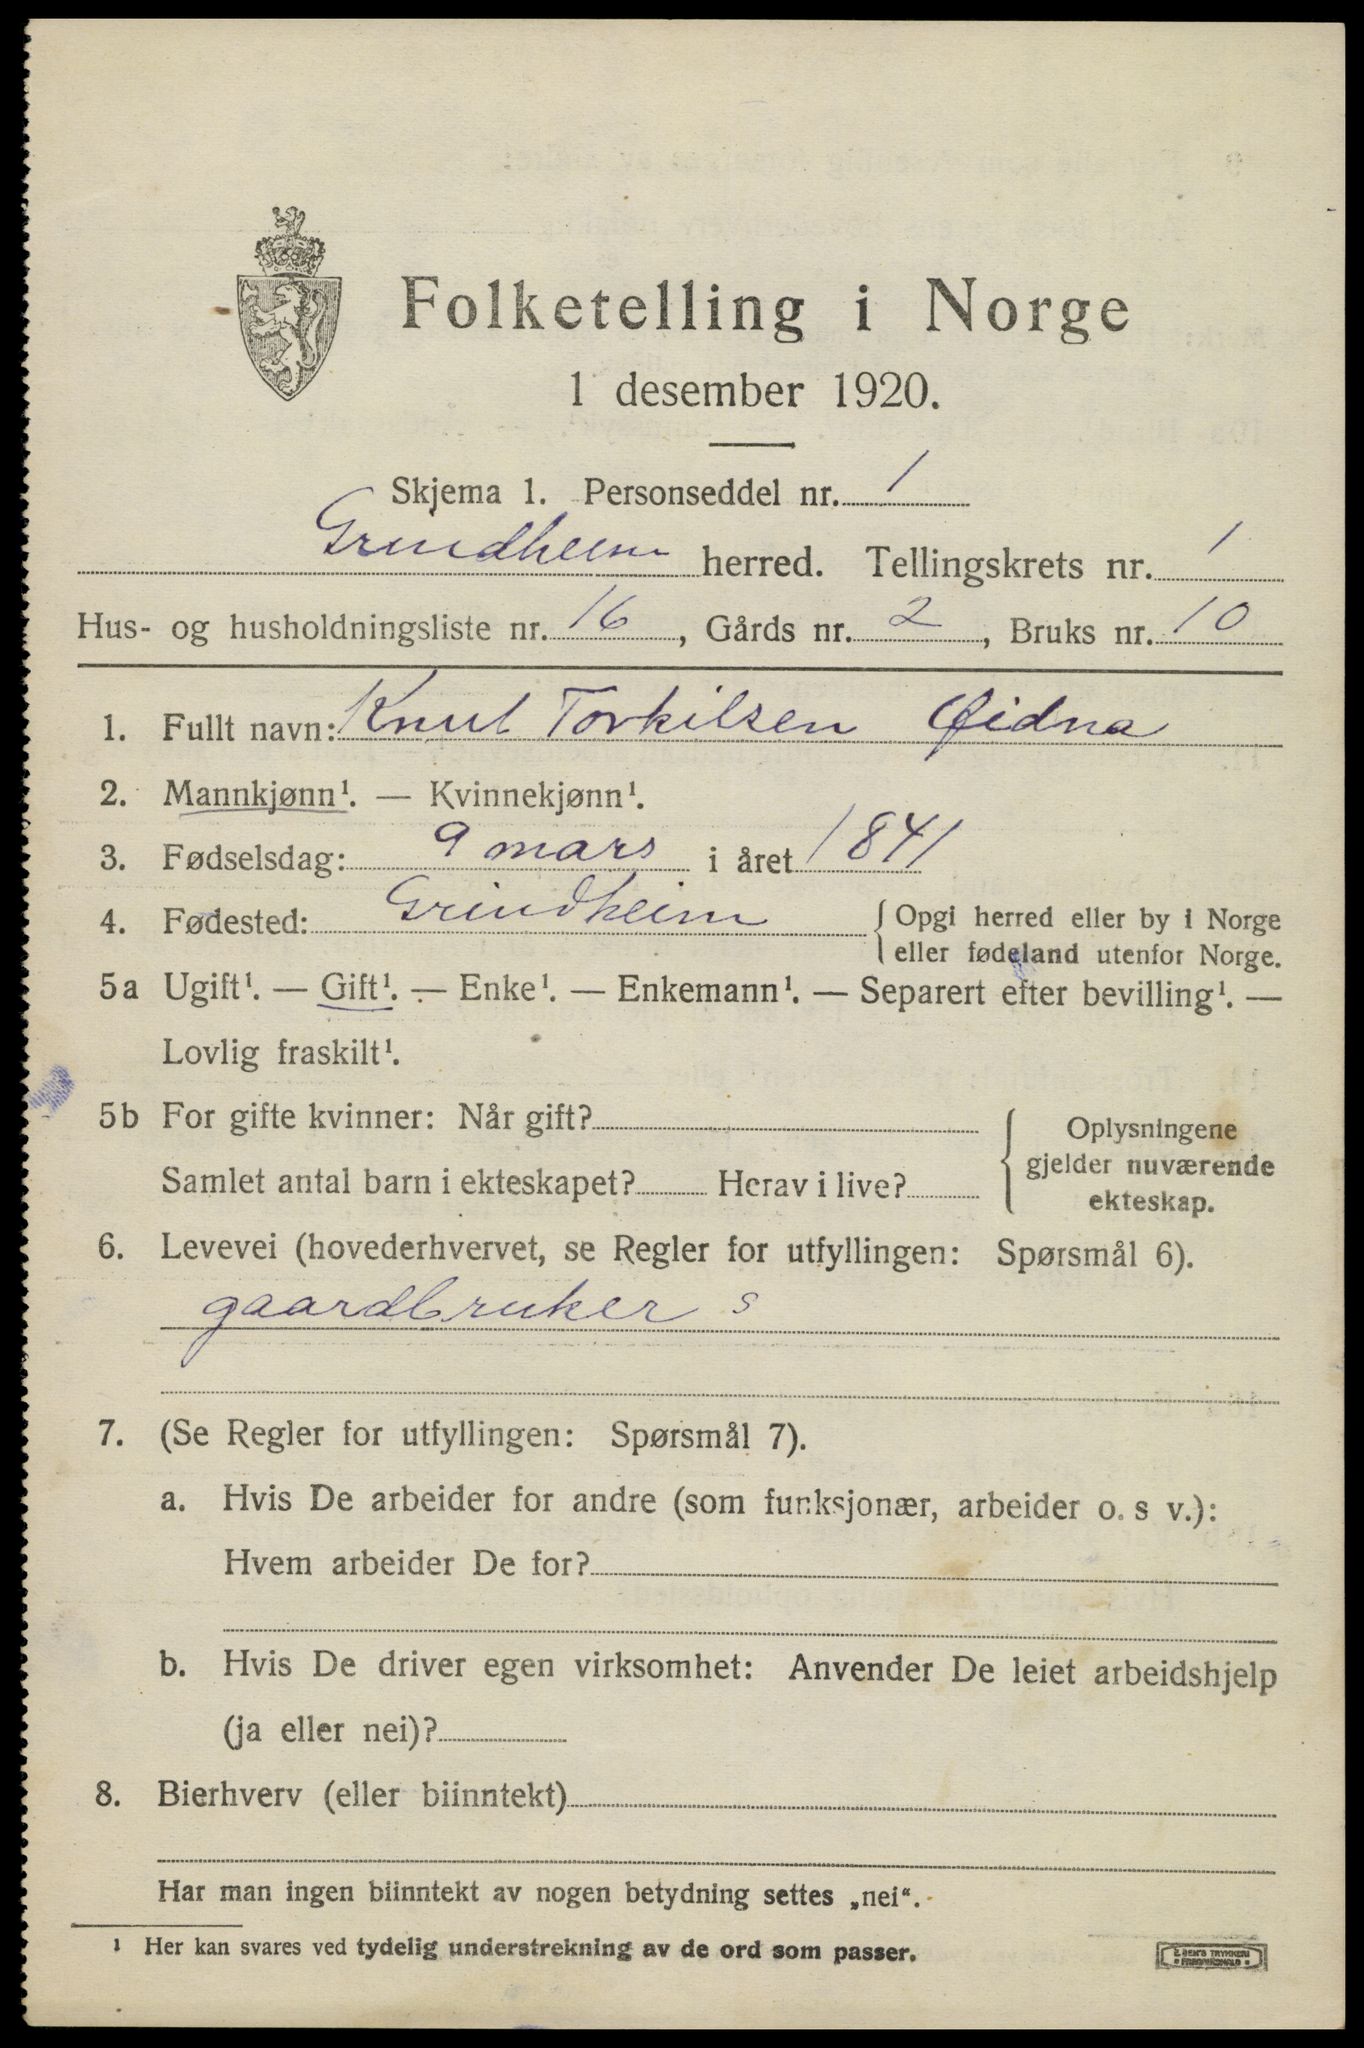 Folketelling i Norge
1 desember 1920.
Skjema 1. Personseddel nr. 1
Grindheim herred. Tellingskrets nr. 1
Hus- og husholdningsliste nr. 16, Gårds nr. 2, Bruks nr. 10
1. Fullt navn: Knut Torkilsen Øidna
2. Mannkjønn¹. — Kvinnekjønn¹.
3. Fødselsdag: 9 mars i året 1841
4. Fødested: Grindheim { Opgi herred eller by i Norge
eller fødeland utenfor Norge.
5a Ugift¹. — Gift¹. — Enke¹. — Enkemann¹. — Separert efter bevilling¹. —
Lovlig fraskilt¹.
5b For gifte kvinner: Når gift?
Samlet antal barn i ekteskapet? Herav i live?
{ Oplysningene
gjelder nuværende
ekteskap.
6. Levevei (hovederhvervet, se Regler for utfyllingen: Spørsmål 6).
gaardbruker s
7. (Se Regler for utfyllingen: Spørsmål 7).
a. Hvis De arbeider for andre (som funksjonær, arbeider o. s v.):
Hvem arbeider De for?
b. Hvis De driver egen virksomhet: Anvender De leiet arbeidshjelp
(ja eller nei)?
8. Bierhverv (eller biinntekt)
Har man ingen biinntekt av nogen betydning settes „nei“.
¹ Her kan svares ved tydelig understrekning av de ord som passer.